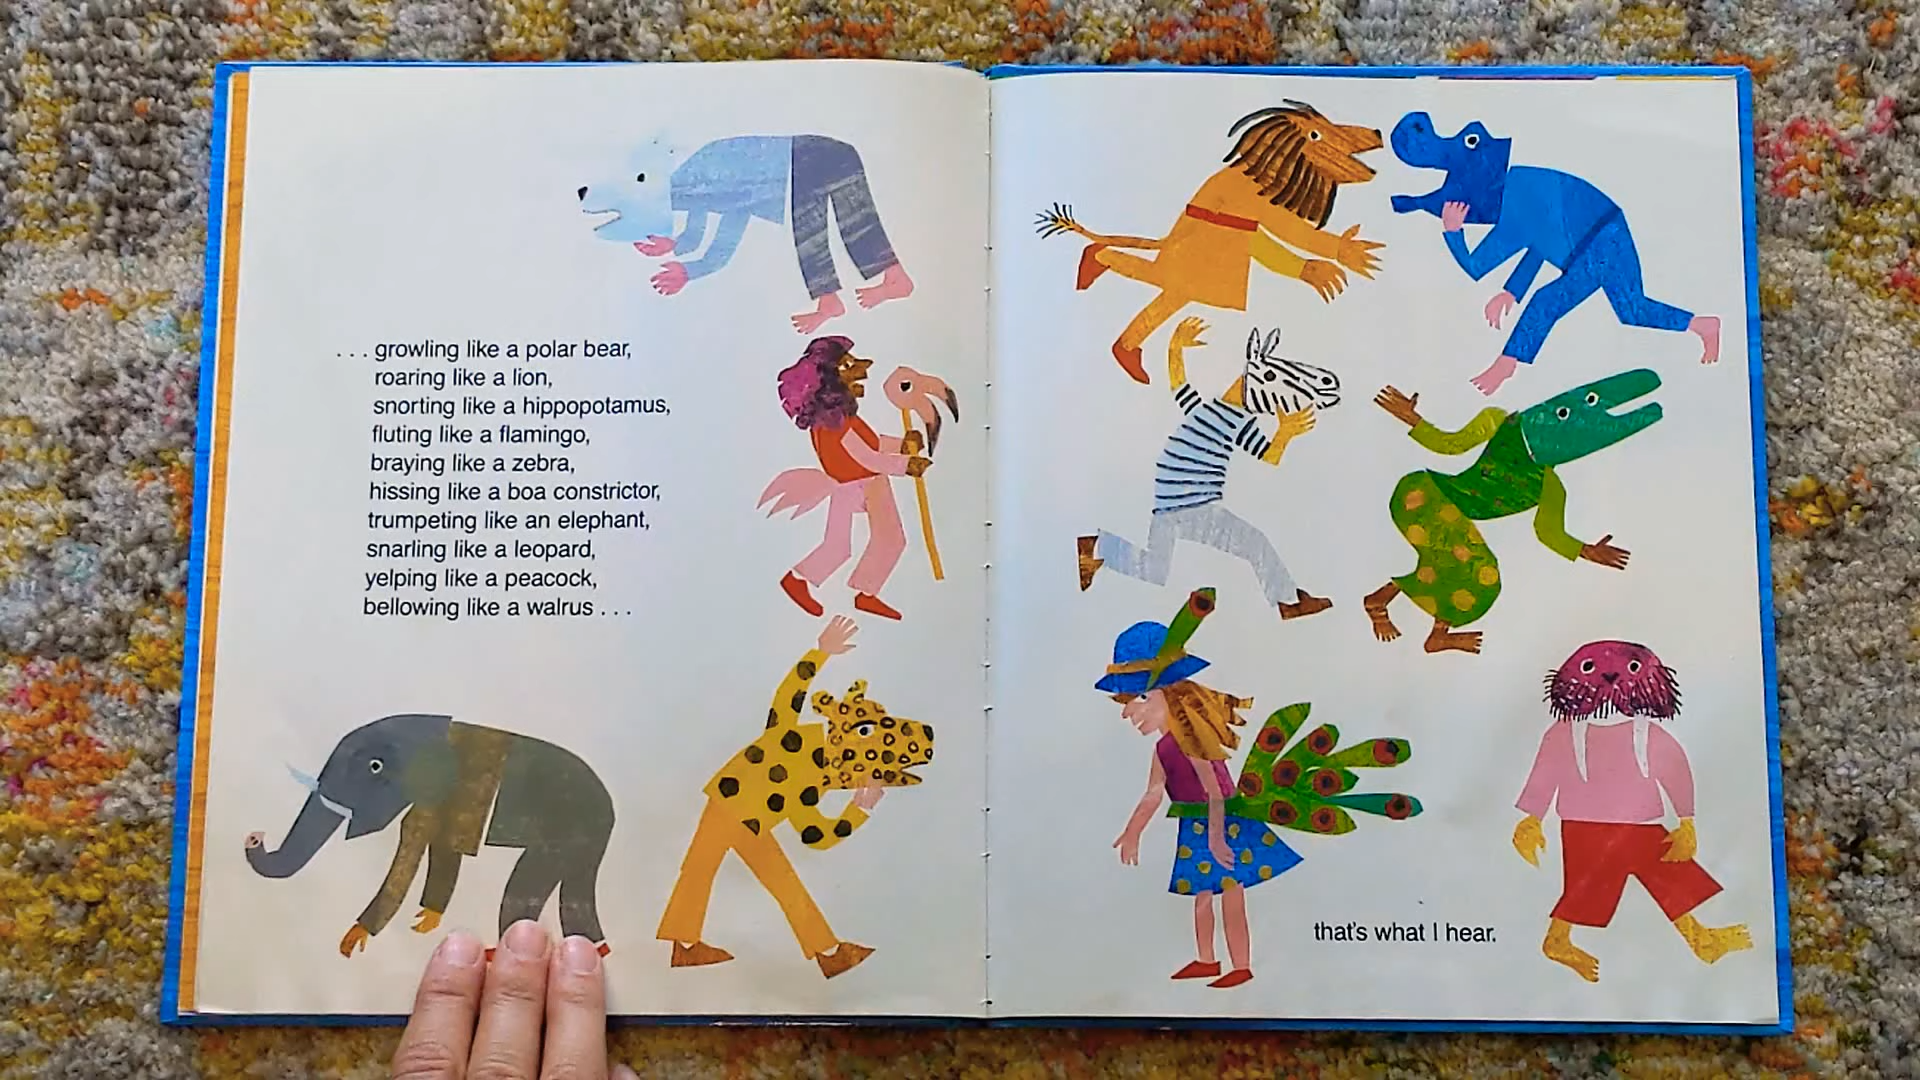 . . . growling like a polar bear,
roaring like a lion,
snorting like a hippopotamus,
fluting like a flamingo,
braying like a zebra,
hissing like a boa constrictor,
trumpeting like an elephant,
snarling like a leopard,
yelping like a peacock,
bellowing like a walrus . . .
that's what I hear.